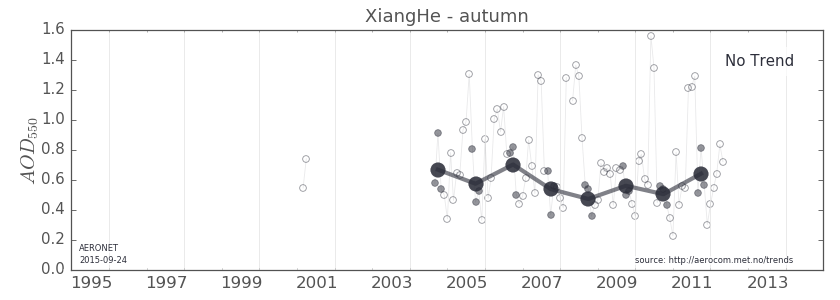 XiangHe - autumn
1.6
1.4
1.2
1.0
0.8
0.6
0.4
0.2
0.0
AOD550
No Trend
AERONET
2015-09-24
source: http://aerocom.met.no/trends
1995 1997 1999 2001 2003 2005 2007 2009 2011 2013